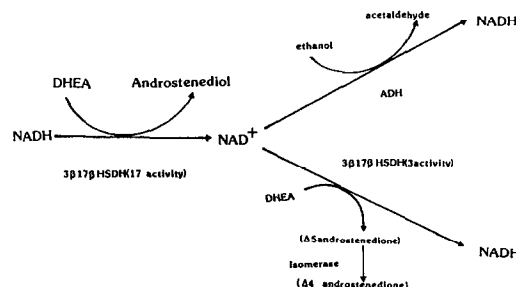 acetaldehyde
NADH
ethanol
DHEA
Androstenediol
ADH
NADH
NAD+
3β17β HSDH(17 activity)
3β17β HSDH(3activity)
DHEA
(Δ5androstenedione)
NADH
Isomerase
(Δ4 androstenedione)